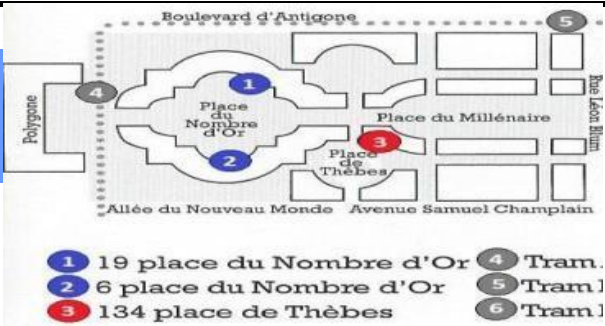 Boulevard d'Antigone
5
4
1
Polygone
Place
du
Nombre
d'Or
Place du Millénaire
Rue Léon Blum
3
2
Place
de
Thèbes
Allée du Nouveau Monde
Avenue Samuel Champlain
1 19 place du Nombre d'Or
4 Tram
2 6 place du Nombre d'Or
5 Tram
3 134 place de Thèbes
6 Tram